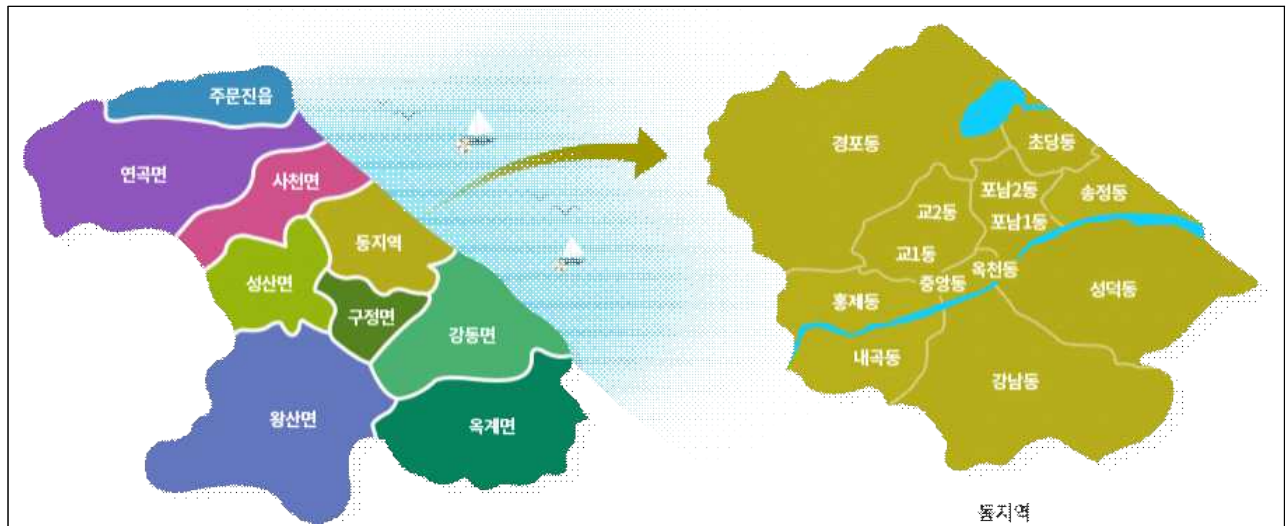 주문진읍
연곡면
사천면
동지역
성산면
구정면
강동면
왕산면
옥계면
경포동
초당동
포남2동
송정동
교2동
포남1동
교1동
옥천동
중앙동
홍제동
성덕동
내곡동
강남동
동지역